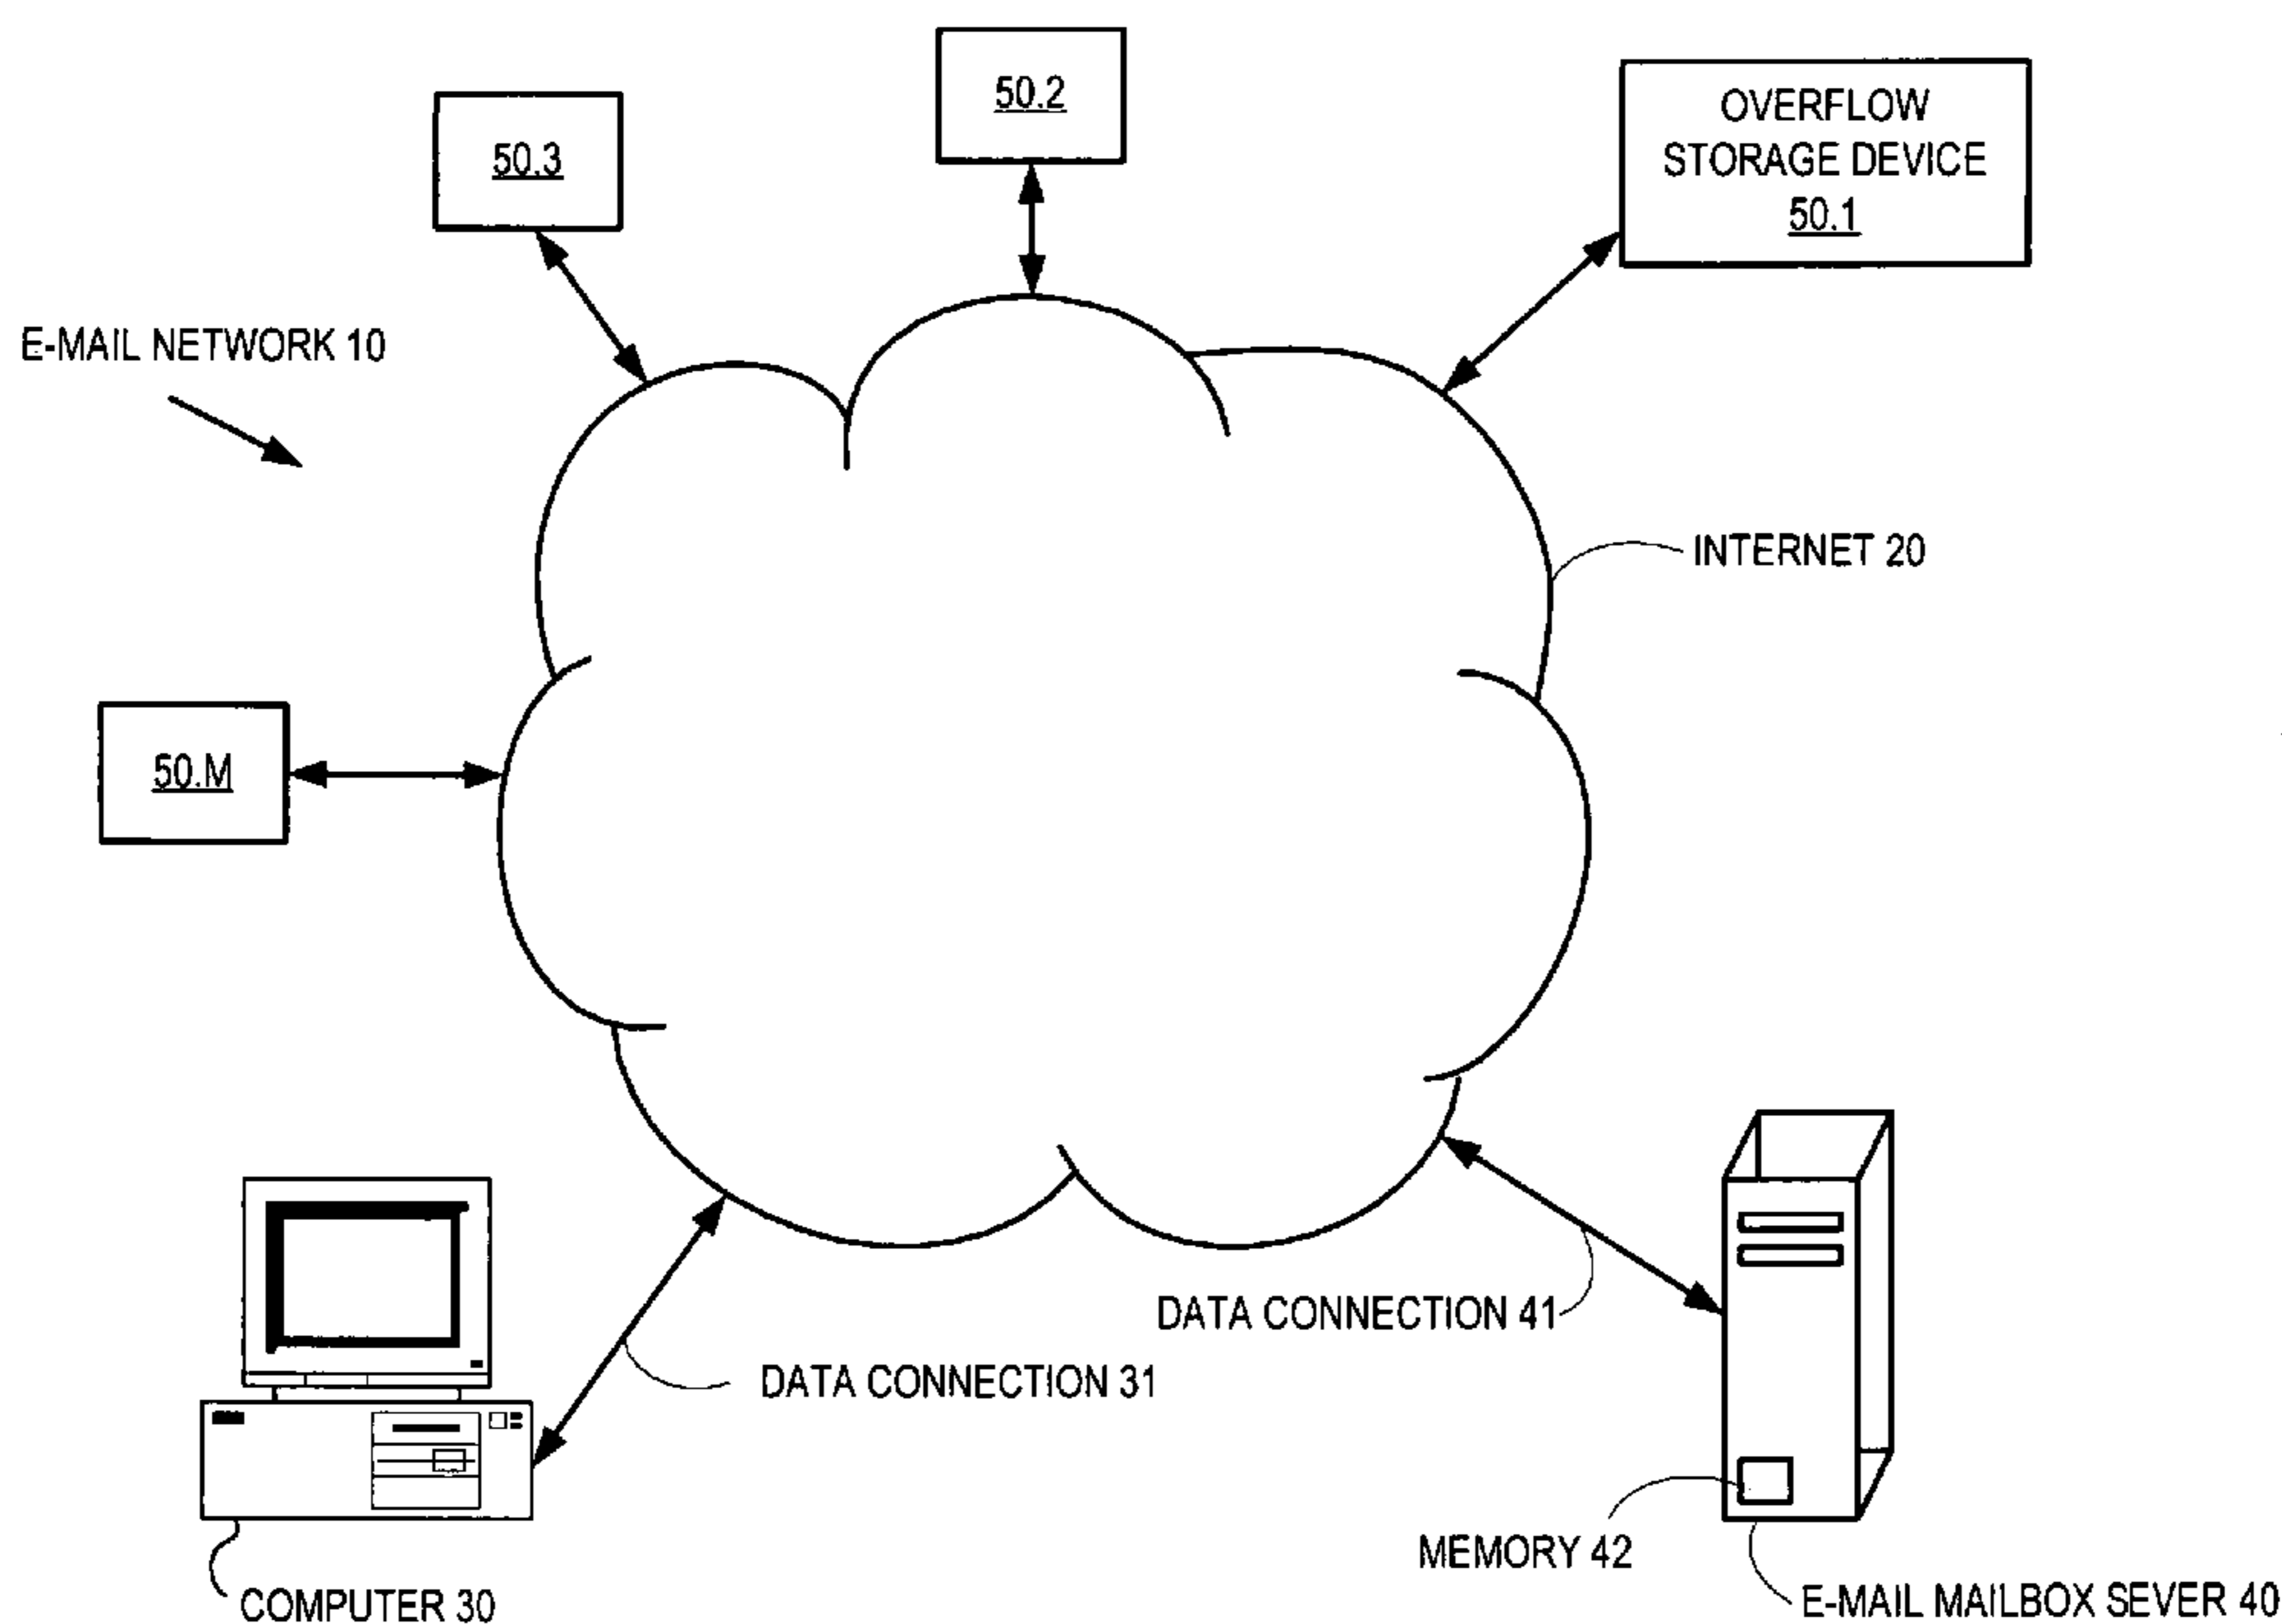 50.2
OVERFLOW
STORAGE DEVICE
50.1
50.3
E-MAIL NETWORK 10
INTERNET 20
50.M
DATA CONNECTION 41
DATA CONNECTION 31
MEMORY 42
COMPUTER 30
E-MAIL MAILBOX SEVER 40